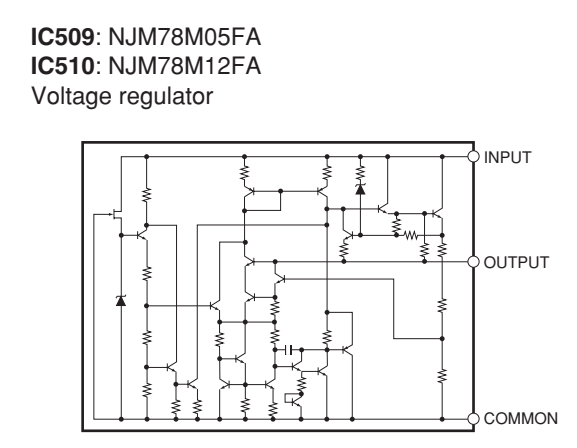 IC509: NJM78M05FA
IC510: NJM78M12FA
Voltage regulator
INPUT
OUTPUT
COMMON